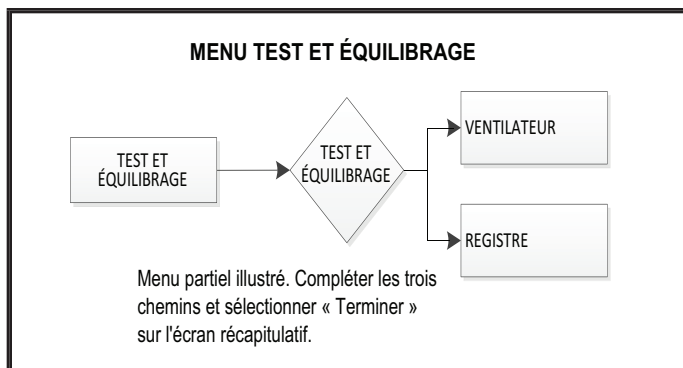 MENU TEST ET ÉQUILIBRAGE
TEST ET
ÉQUILIBRAGE
TEST ET
ÉQUILIBRAGE
VENTILATEUR
REGISTRE
Menu partiel illustré. Compléter les trois
chemins et sélectionner « Terminer »
sur l'écran récapitulatif.